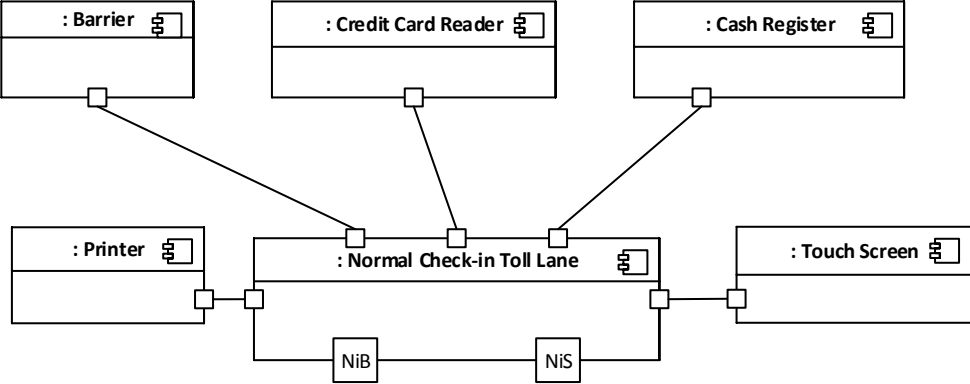 : Barrier
: Credit Card Reader
: Cash Register
: Printer
: Normal Check-in Toll Lane
: Touch Screen
NiB
NiS